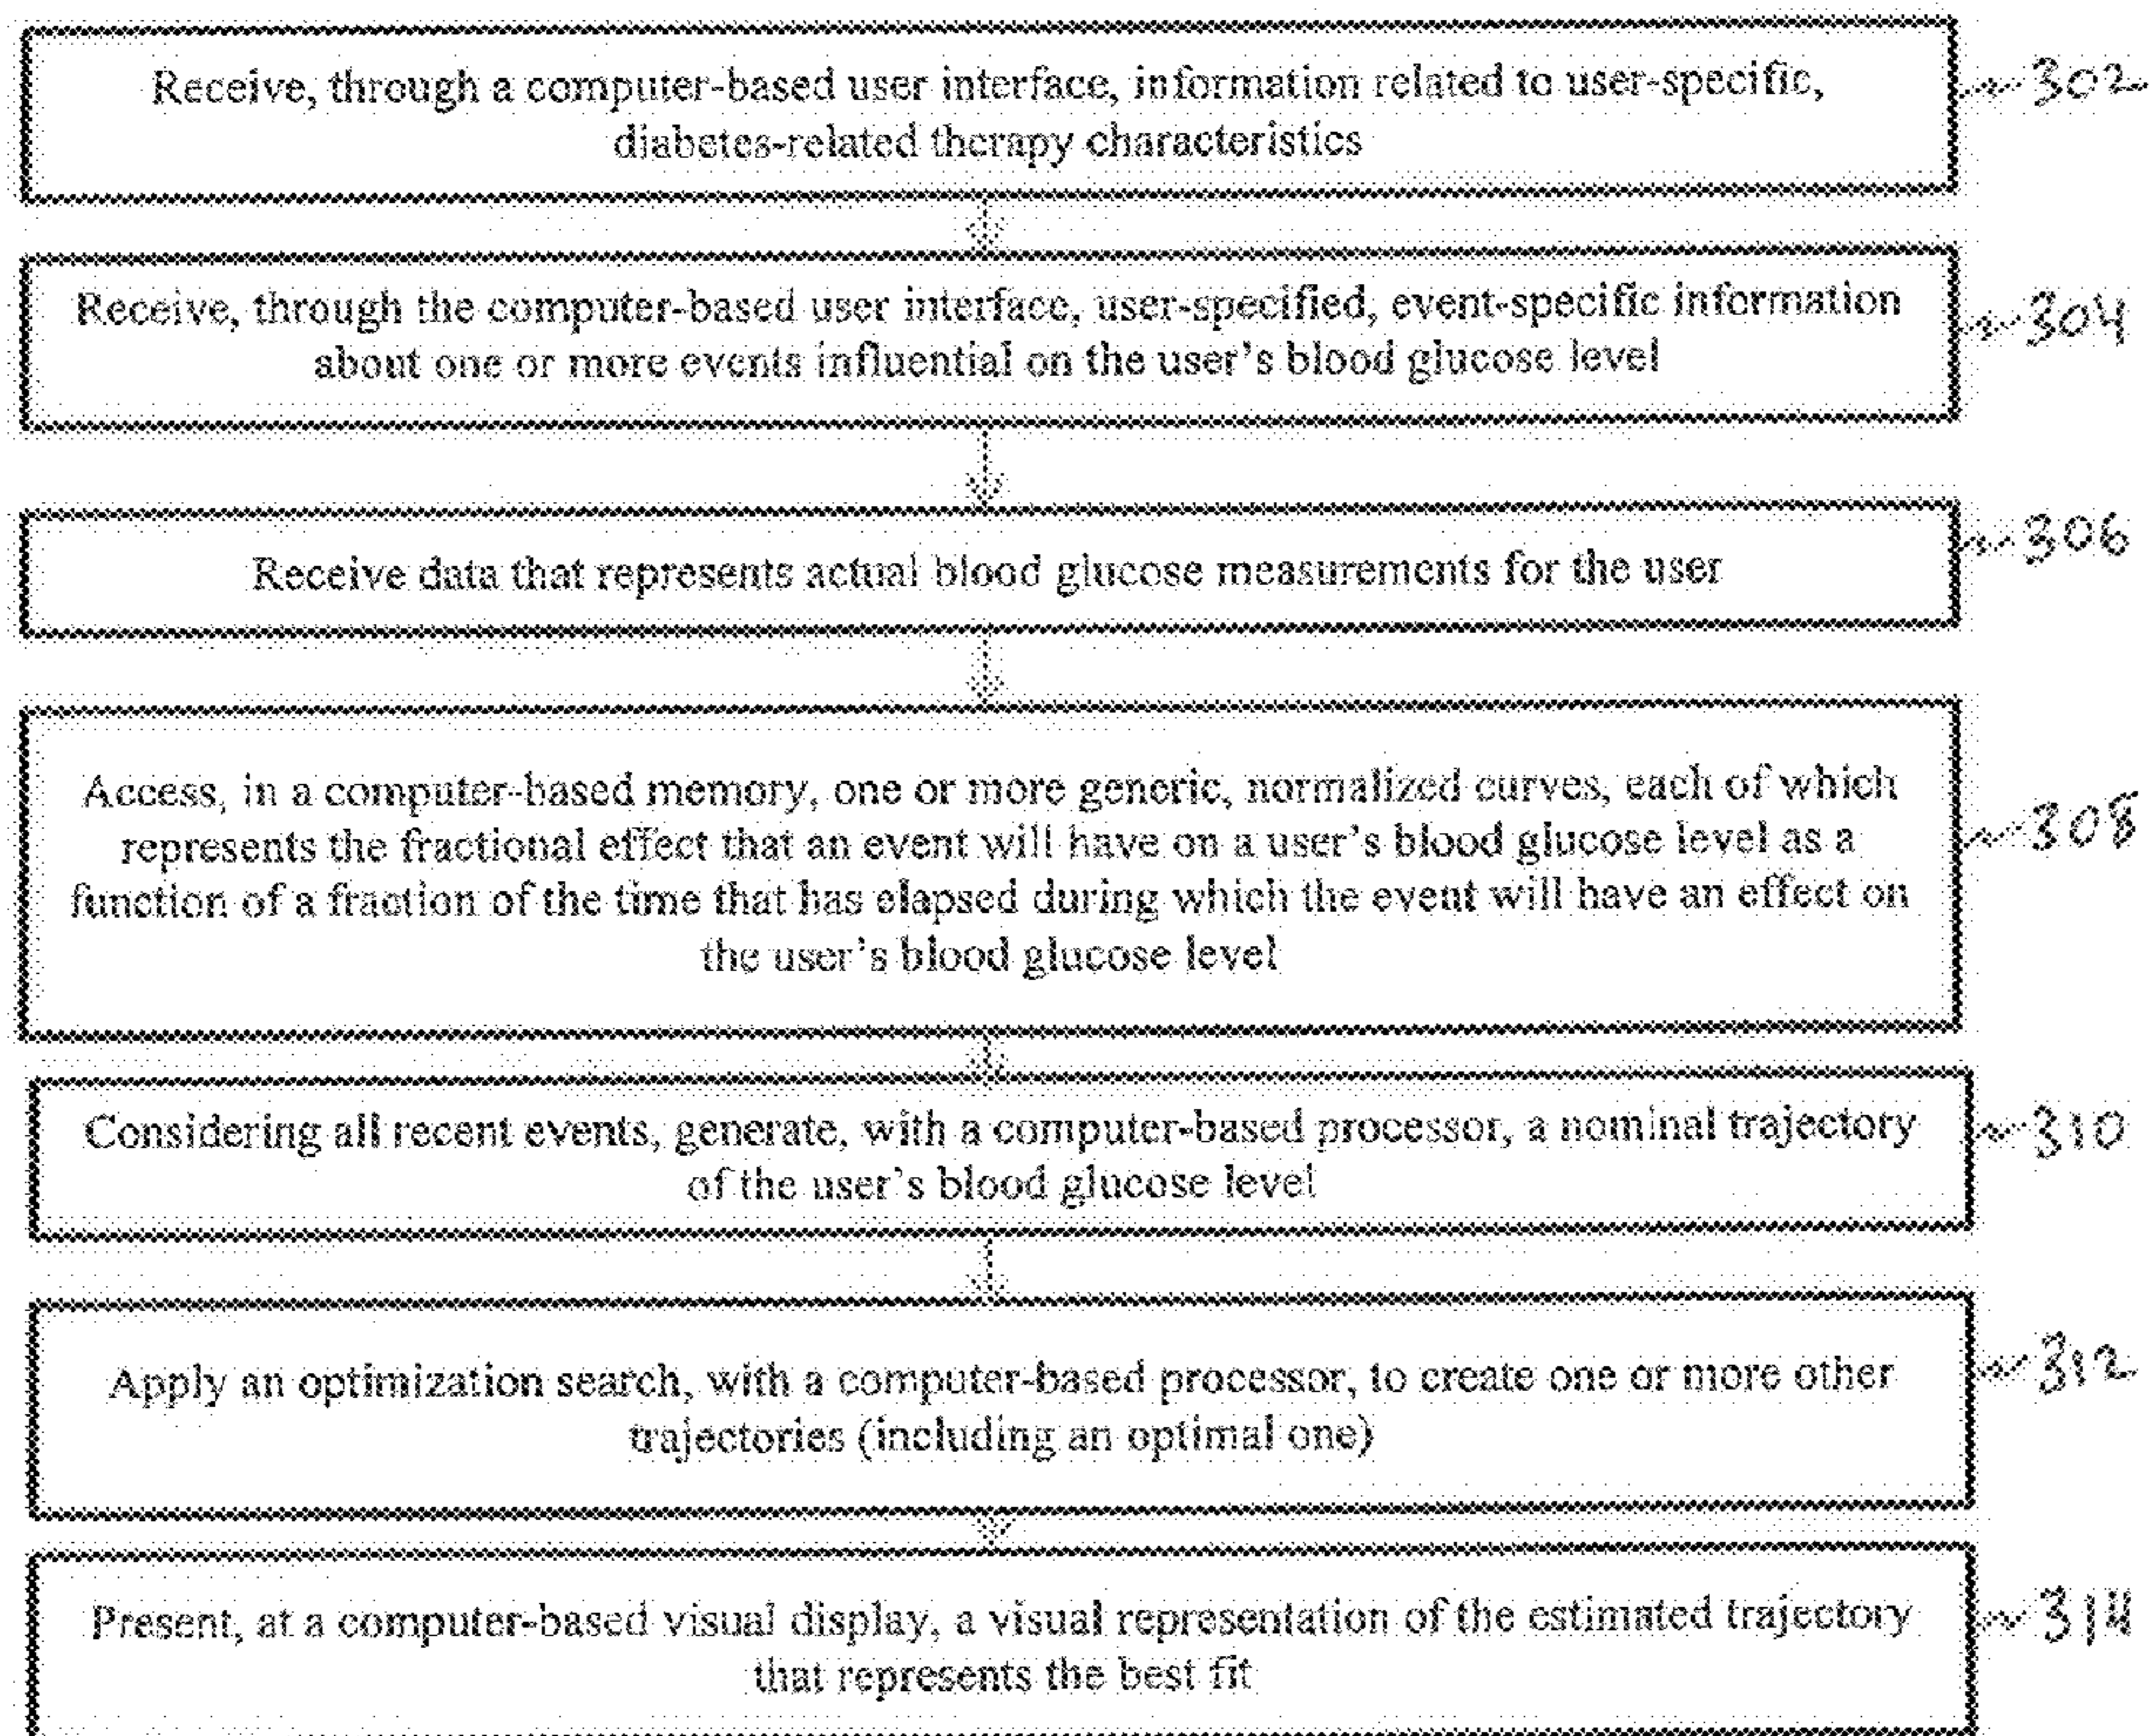 Receive, through a computer-based user interface, information related to user-specific,
diabetes-related therapy characteristics
302
Receive, through the computer-based user interface, user-specified, event-specific information
about one or more events influential on the user's blood glucose level
304
Receive data that represents actual blood glucose measurements for the user
306
Access, in a computer-based memory, one or more generic, normalized curves, each of which
represents the fractional effect that an event will have on a user's blood glucose level as a
function of a fraction of the time that has elapsed during which the event will have an effect on
the user's blood glucose level
308
Considering all recent events, generate, with a computer-based processor, a nominal trajectory
of the user's blood glucose level
310
Apply an optimization search, with a computer-based processor, to create one or more other
trajectories (including an optimal one)
312
Present, at a computer-based visual display, a visual representation of the estimated trajectory
that represents the best fit
314